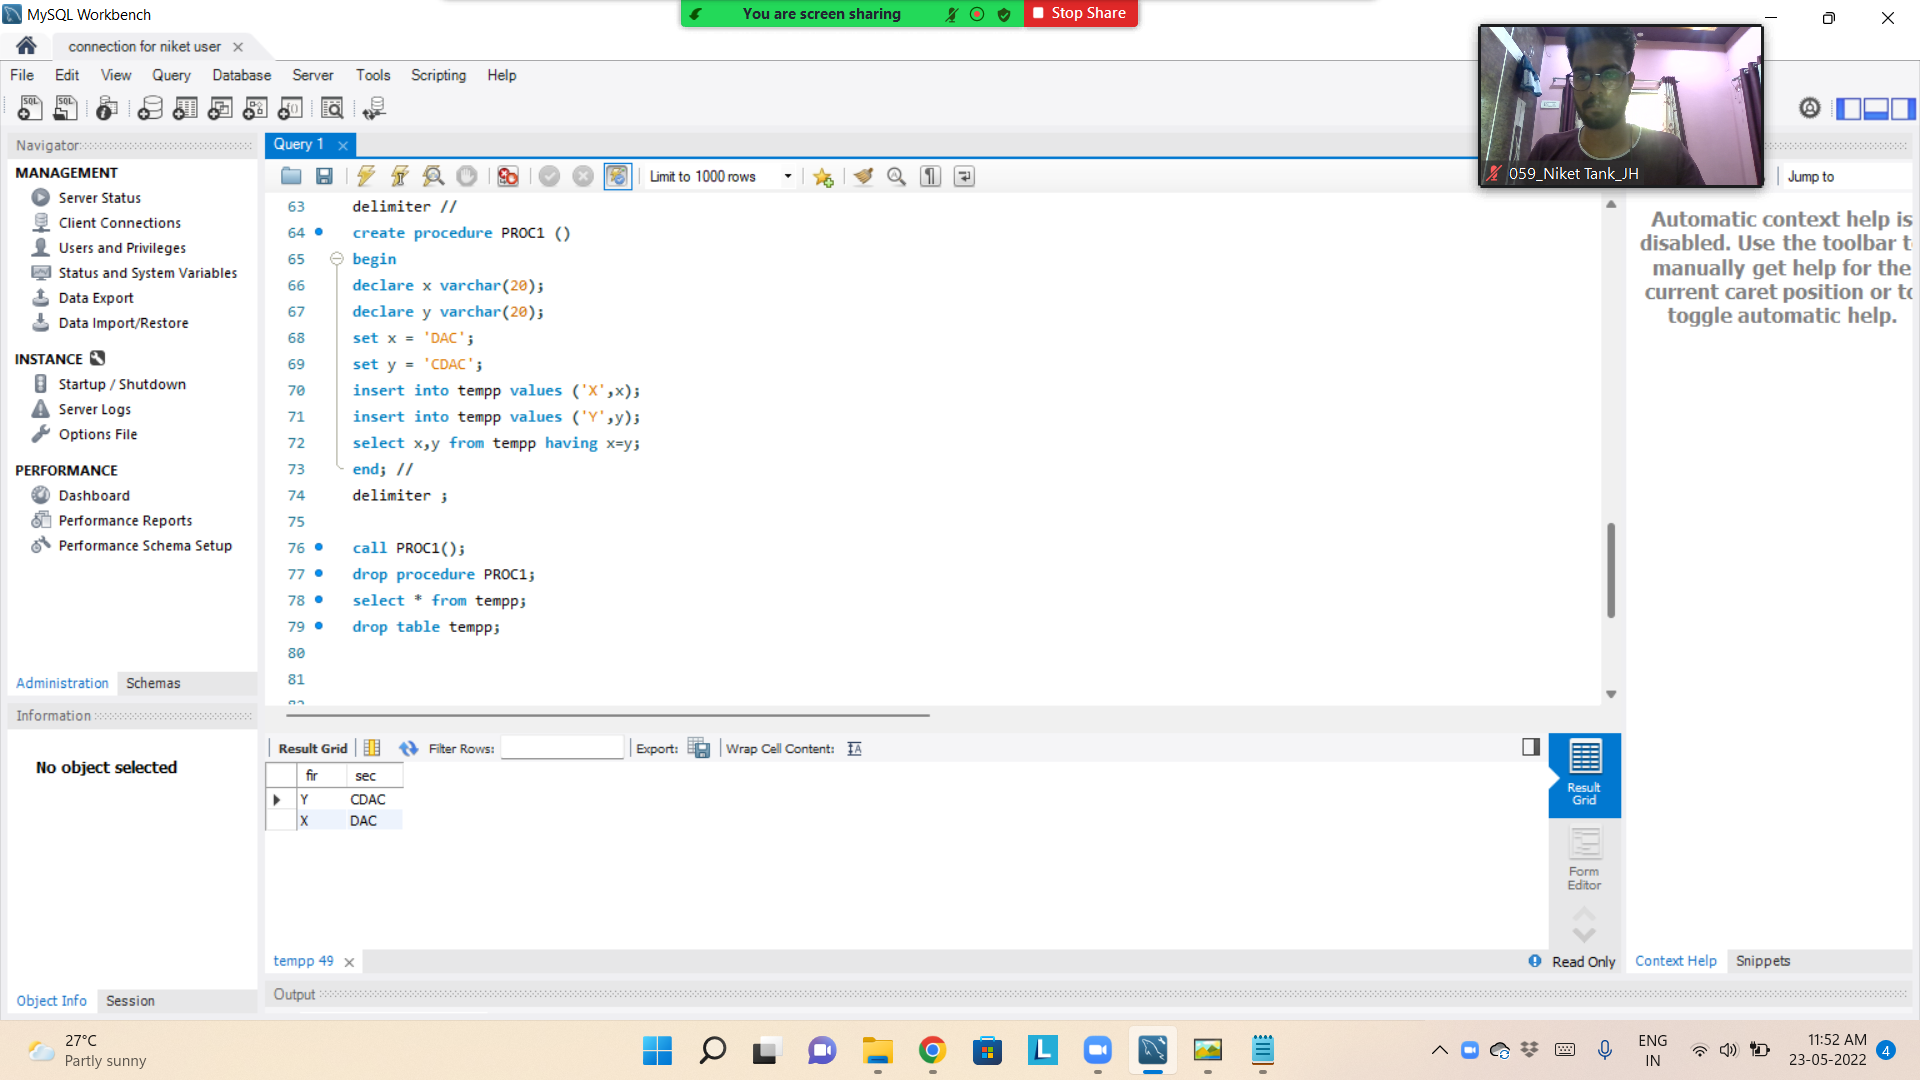 MySQL Workbench
You are screen sharing
Stop Share
connection for niket user
File Edit View Query Database Server Tools Scripting Help
059_Niket Tank_JH
Navigator
MANAGEMENT
Server Status
Client Connections
Users and Privileges
Status and System Variables
Data Export
Data Import/Restore
INSTANCE
Startup / Shutdown
Server Logs
Options File
PERFORMANCE
Dashboard
Performance Reports
Performance Schema Setup
Administration Schemas
Information
No object selected
Object Info Session
Query 1
Limit to 1000 rows
Jump to
63 delimiter //
64 create procedure PROC1 ()
65 begin
66 declare x varchar(20);
67 declare y varchar(20);
68 set x = 'DAC';
69 set y = 'CDAC';
70 insert into tempp values ('X',x);
71 insert into tempp values ('Y',y);
72 select x,y from tempp having x=y;
73 end; //
74 delimiter ;
75
76 call PROC1();
77 drop procedure PROC1;
78 select * from tempp;
79 drop table tempp;
80
81
Automatic context help is
disabled. Use the toolbar t
manually get help for the
current caret position or to
toggle automatic help.
Result Grid Filter Rows: Export: Wrap Cell Content:
fir sec
Y CDAC
X DAC
Result
Grid
Form
Editor
tempp 49
Read Only
Context Help Snippets
Output
27°C
Partly sunny
ENG
IN
11:52 AM
23-05-2022
4